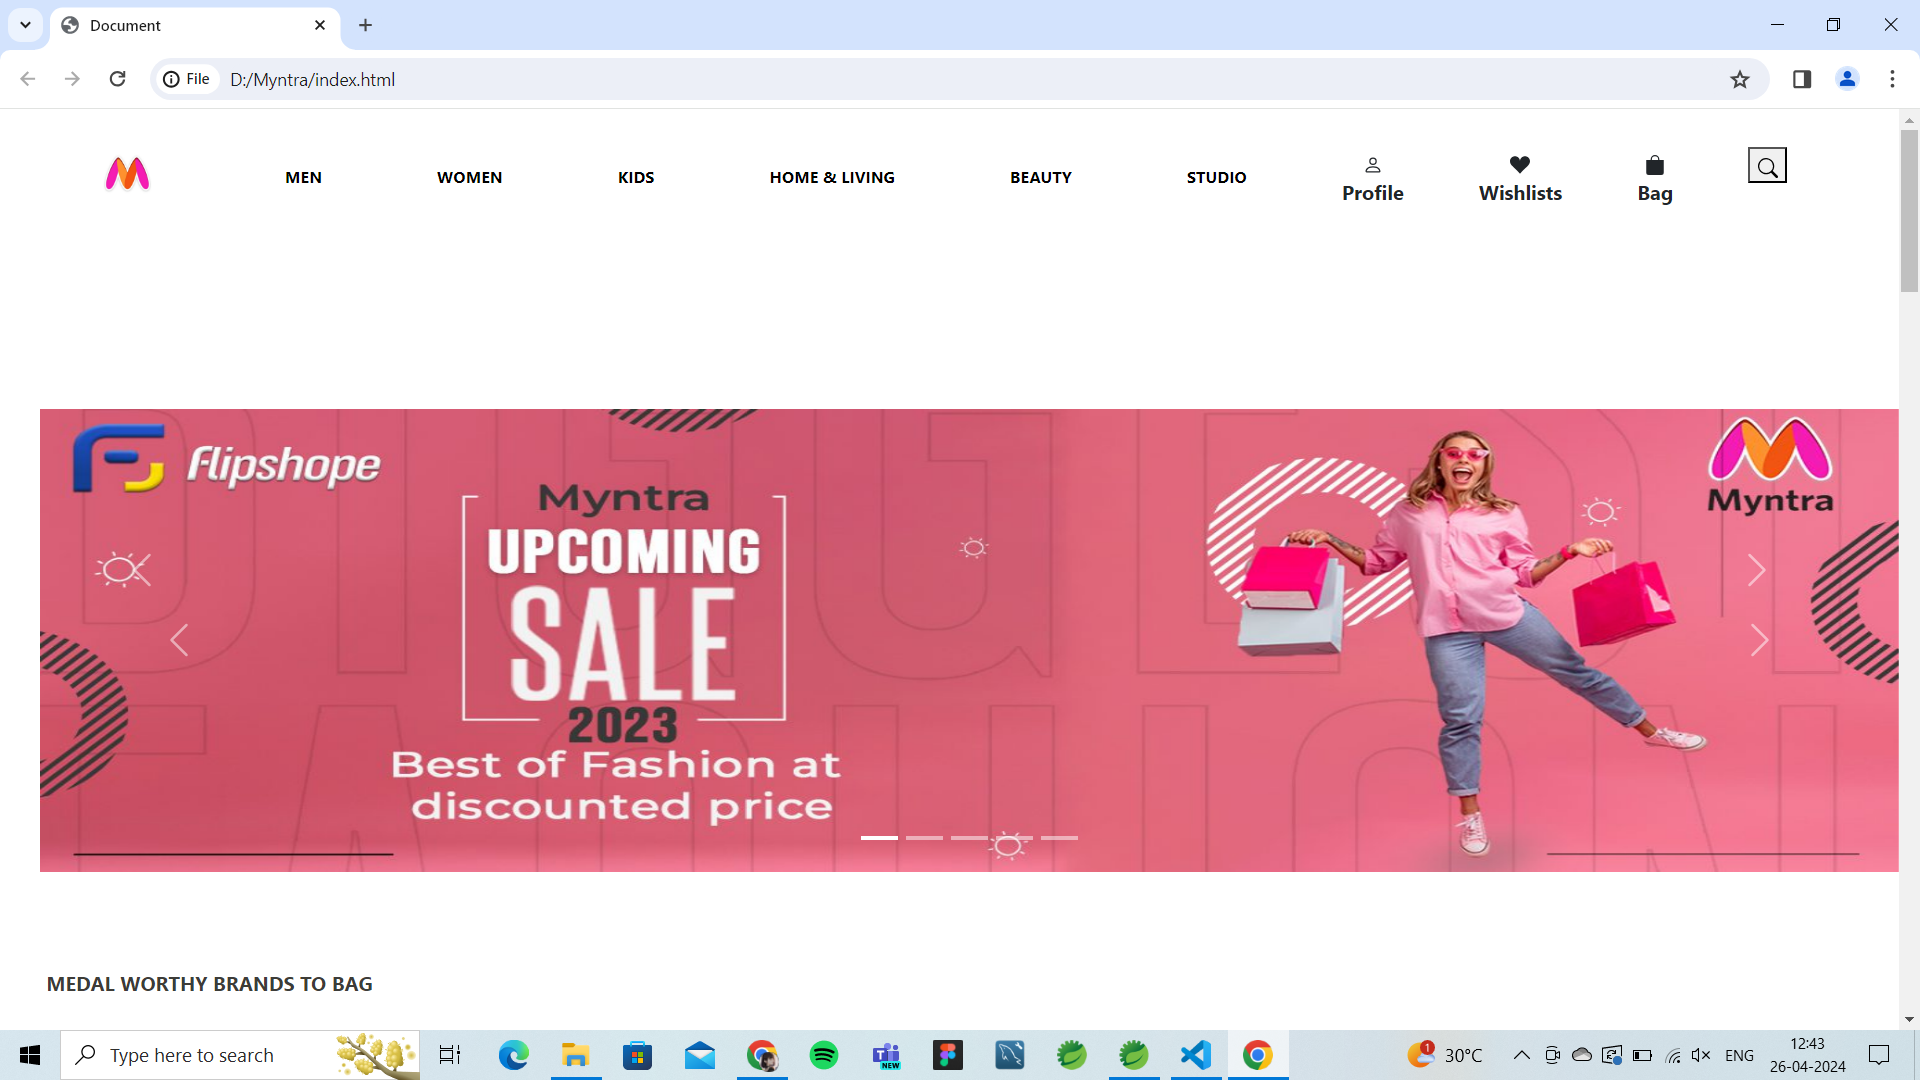 Document
File
D:/Myntra/index.html
MEN
WOMEN
KIDS
HOME & LIVING
BEAUTY
STUDIO
Profile
Wishlists
Bag
Flipshope
Myntra
UPCOMING
SALE
2023
Best of Fashion at
discounted price
Myntra
MEDAL WORTHY BRANDS TO BAG
Type here to search
NEW
1
30°C
ENG
12:43
26-04-2024